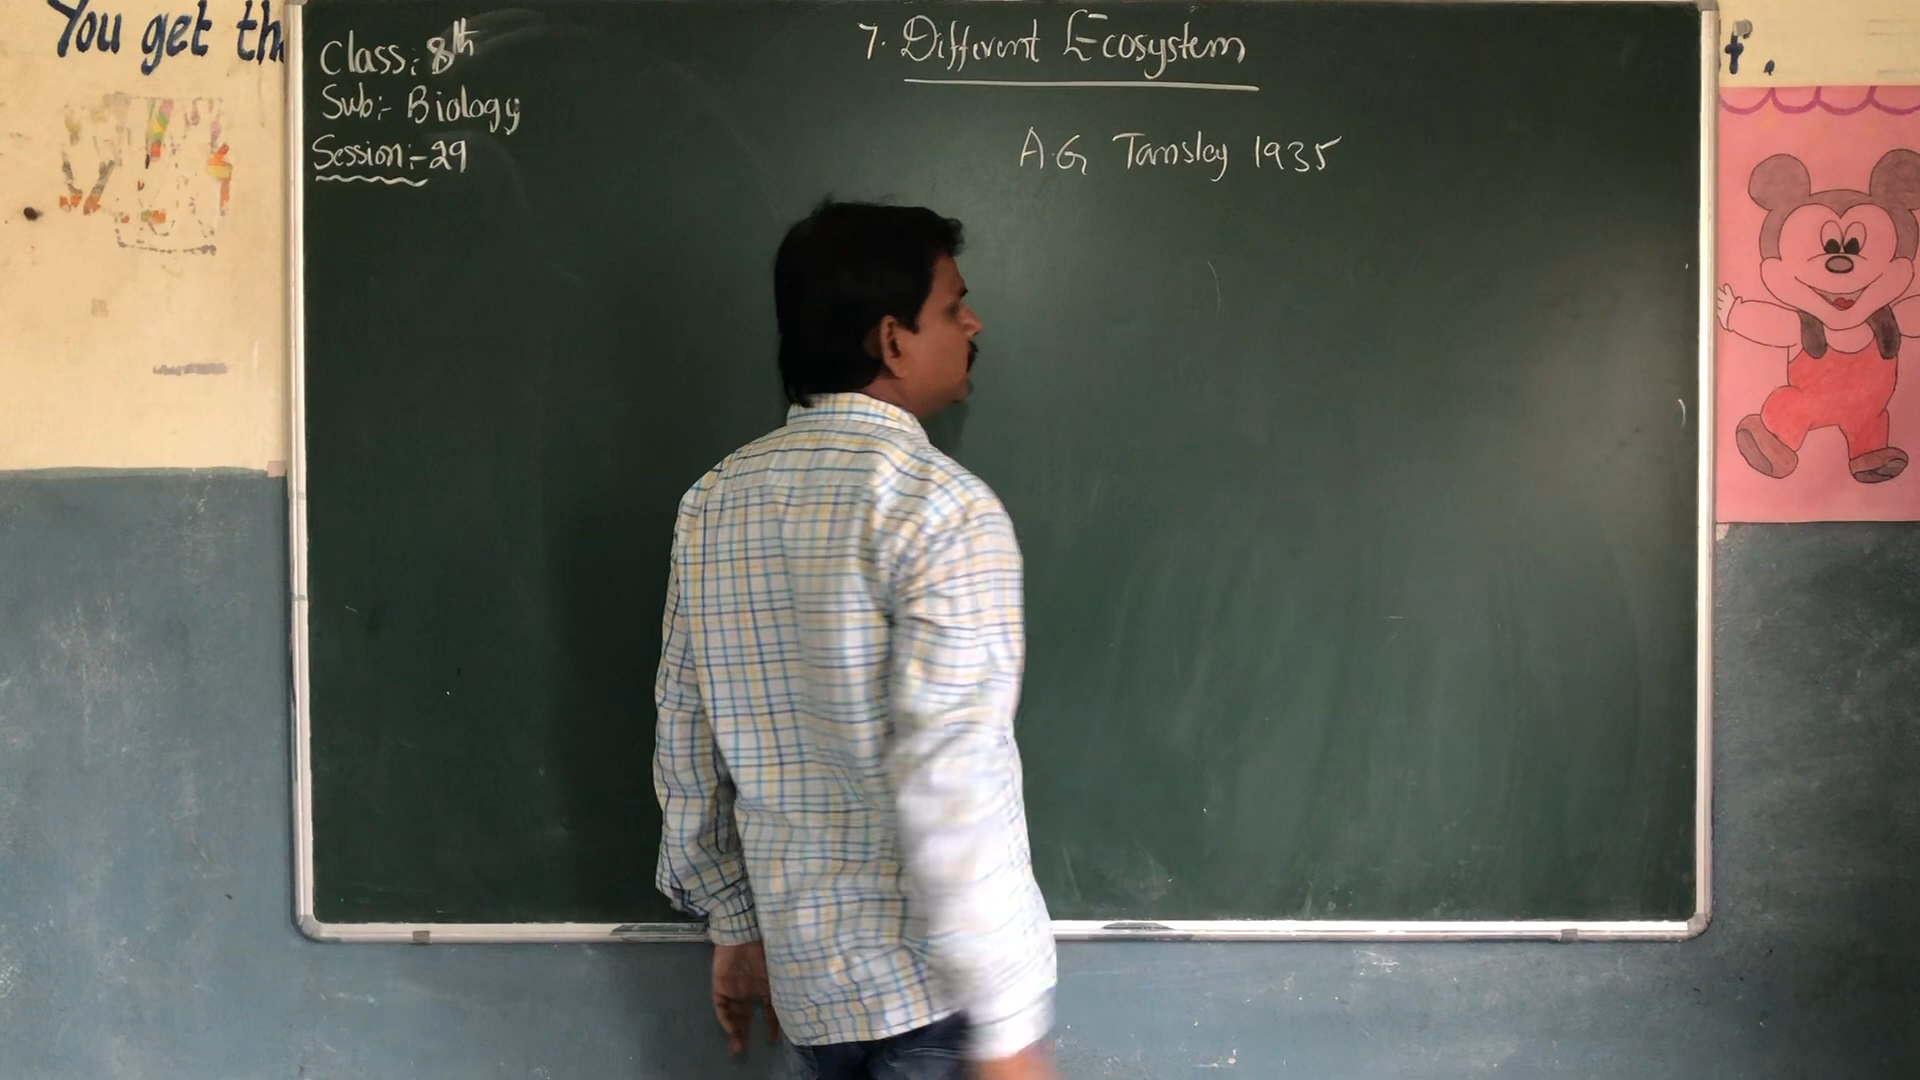 You get th
t.
Class: 8th
Sub:- Biology
Session:- 29
7. Different Ecosystem
A.G Tansley 1935